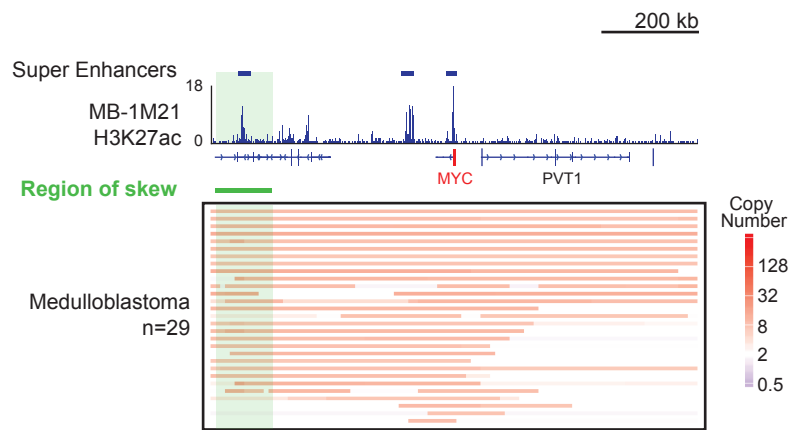 200 kb
Super Enhancers
18
MB-1M21
H3K27ac
0
MYC
PVT1
Region of skew
Copy
Number
128
32
8
2
0.5
Medulloblastoma
n=29